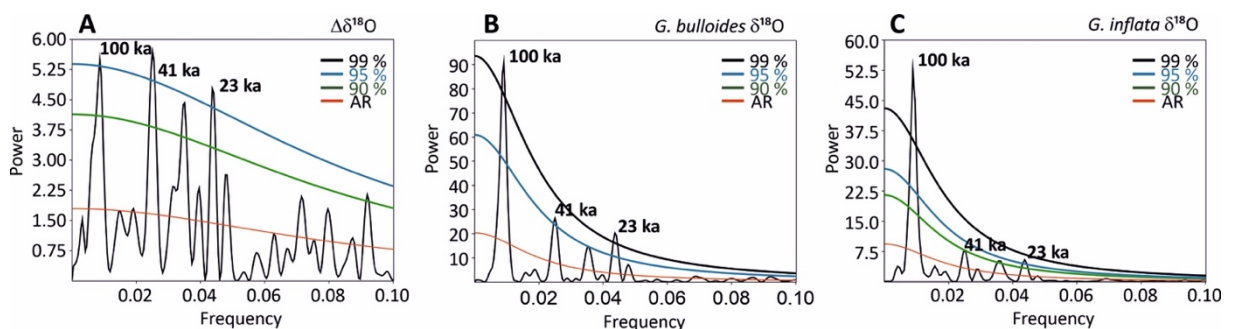 A
Δδ¹⁸O
6.00
5.25
4.50
3.75
3.00
2.25
1.50
0.75
Power
100 ka
41 ka
23 ka
99 %
95 %
90 %
AR
0.02
0.04
0.06
0.08
0.10
Frequency
B
G. bulloides δ¹⁸O
90
80
70
60
50
40
30
20
10
Power
100 ka
41 ka
23 ka
99 %
95 %
90 %
AR
0.02
0.04
0.06
0.08
0.10
Frequency
C
G. inflata δ¹⁸O
60.0
52.5
45.0
37.5
30.0
22.5
15.0
7.5
Power
100 ka
41 ka
23 ka
99 %
95 %
90 %
AR
0.02
0.04
0.06
0.08
0.10
Frequency